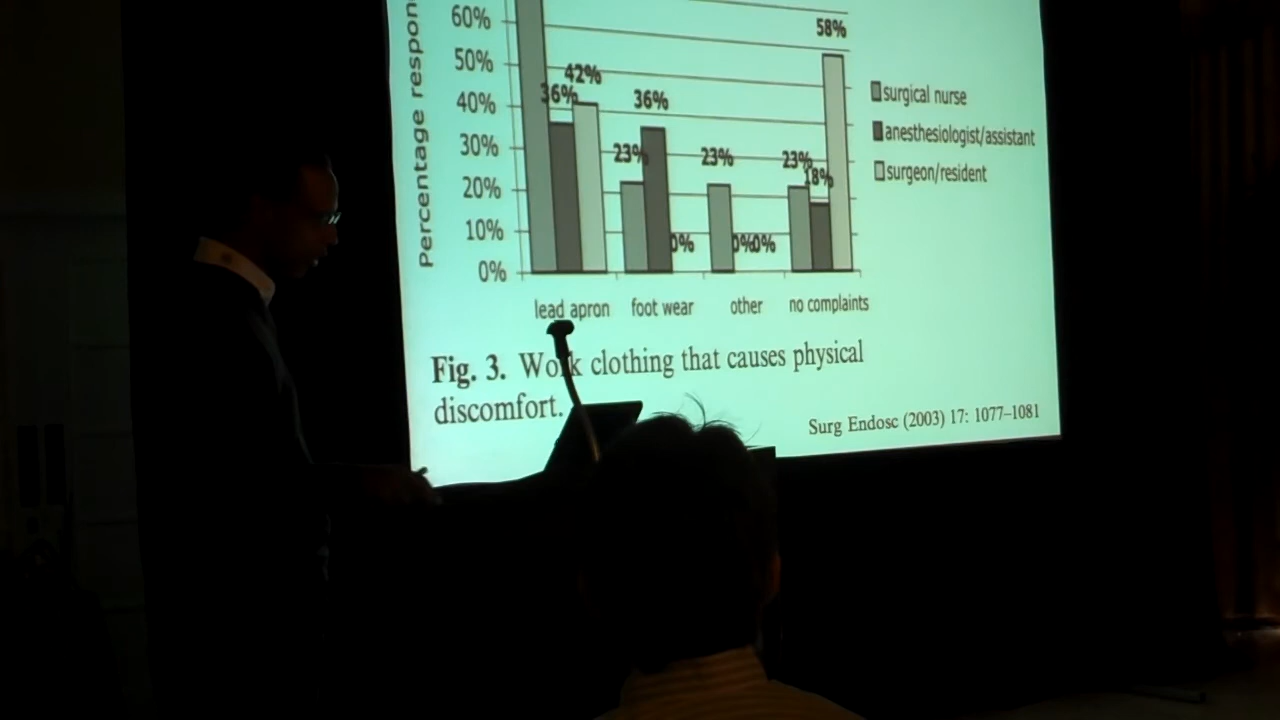 Percentage respon
60%
50%
40%
30%
20%
10%
0%
36%
42%
23%
36%
0%
23%
0%
0%
23%
18%
58%
lead apron
foot wear
other
no complaints
surgical nurse
anesthesiologist/assistant
surgeon/resident
Fig. 3. Work clothing that causes physical
discomfort.
Surg Endosc (2003) 17: 1077–1081